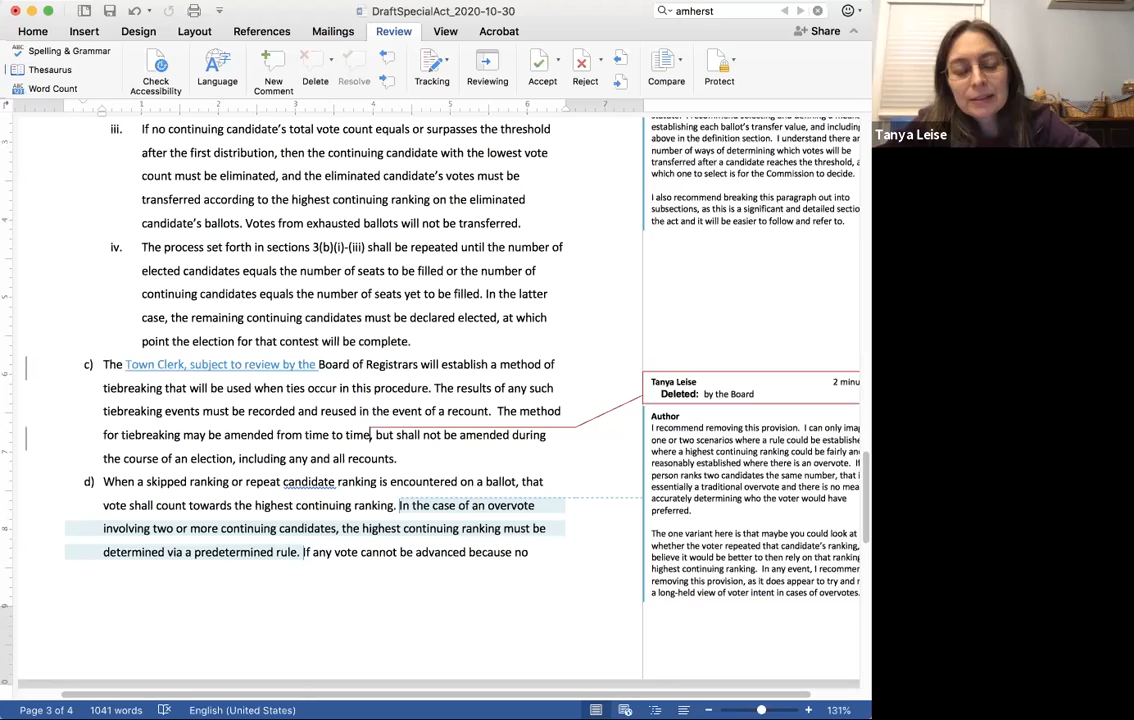 DraftSpecialAct_2020-10-30
amherst
Home Insert Design Layout References Mailings Review View Acrobat
Share
Spelling & Grammar
Thesaurus
Word Count
Check Accessibility
Language
New Comment
Delete
Resolve
Tracking
Reviewing
Accept
Reject
Compare
Protect
Tanya Leise
1 2 3 4 5 6 7
iii. If no continuing candidate's total vote count equals or surpasses the threshold
after the first distribution, then the continuing candidate with the lowest vote
count must be eliminated, and the eliminated candidate's votes must be
transferred according to the highest continuing ranking on the eliminated
candidate's ballots. Votes from exhausted ballots will not be transferred.
iv. The process set forth in sections 3(b)(i)-(iii) shall be repeated until the number of
elected candidates equals the number of seats to be filled or the number of
continuing candidates equals the number of seats yet to be filled. In the latter
case, the remaining continuing candidates must be declared elected, at which
point the election for that contest will be complete.
c) The Town Clerk, subject to review by the Board of Registrars will establish a method of
tiebreaking that will be used when ties occur in this procedure. The results of any such
tiebreaking events must be recorded and reused in the event of a recount. The method
for tiebreaking may be amended from time to time, but shall not be amended during
the course of an election, including any and all recounts.
d) When a skipped ranking or repeat candidate ranking is encountered on a ballot, that
vote shall count towards the highest continuing ranking. In the case of an overvote
involving two or more continuing candidates, the highest continuing ranking must be
determined via a predetermined rule. If any vote cannot be advanced because no
statute. I recommend selecting and defining a
establishing each ballot's transfer value, and including
above in the definition section. I understand there ar
number of ways of determining which votes will be
transferred after a candidate reaches the threshold, a
which one to select is for the Commission to decide.
I also recommend breaking this paragraph out into
subsections, as this is a significant and detailed sectio
the act and it will be easier to follow and refer to.
Tanya Leise 2 minu
Deleted: by the Board
Author
I recommend removing this provision. I can only imag
one or two scenarios where a rule could be establishe
where a highest continuing ranking could be fairly an
reasonably established where there is an overvote. If
person ranks two candidates the same number, that i
essentially a traditional overvote and there is no mea
accurately determining who the voter would have
preferred.
The one variant here is that maybe you could look at
whether the voter repeated that candidate's ranking,
believe it would be better to then rely on that ranking
highest continuing ranking. In any event, I recommen
removing this provision, as it does appear to try and r
a long-held view of voter intent in cases of overvotes.
Page 3 of 4 1041 words English (United States) 131%